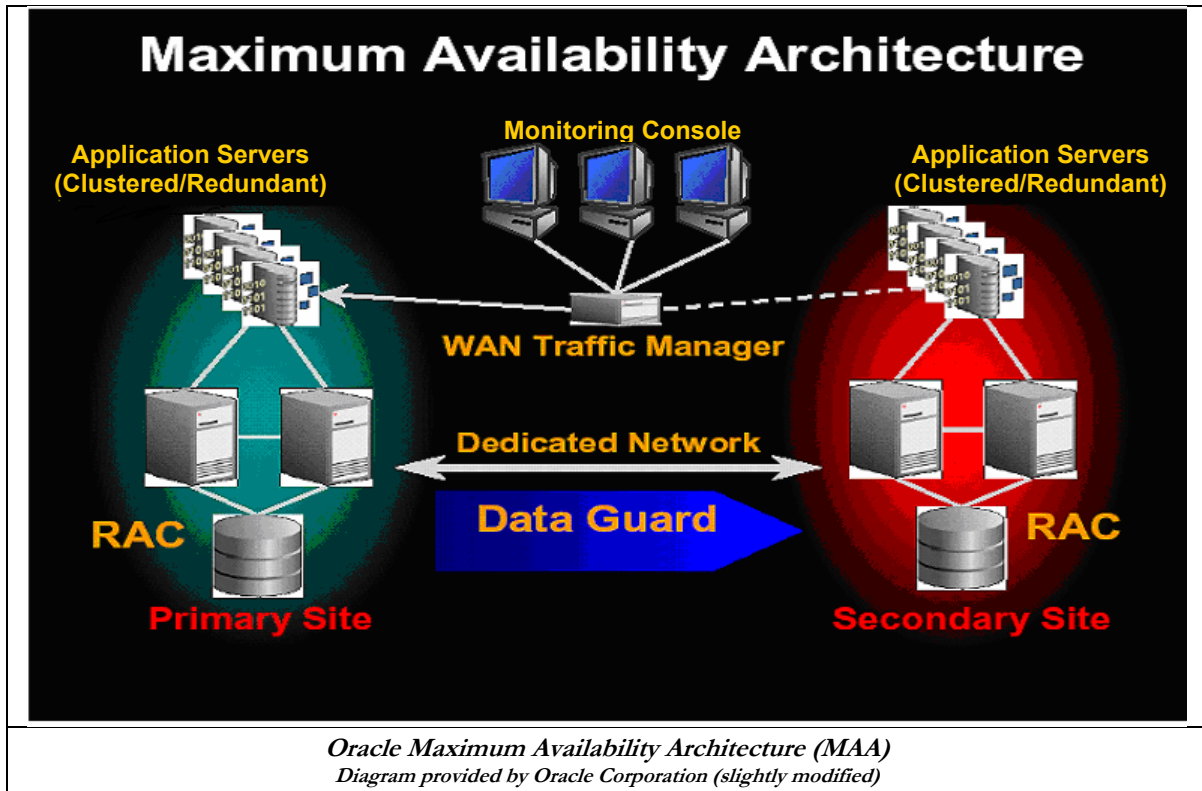 Maximum Availability Architecture
Monitoring Console
Application Servers
(Clustered/Redundant)
Application Servers
(Clustered/Redundant)
WAN Traffic Manager
Dedicated Network
Data Guard
RAC
RAC
Primary Site
Secondary Site
Oracle Maximum Availability Architecture (MAA)
Diagram provided by Oracle Corporation (slightly modified)